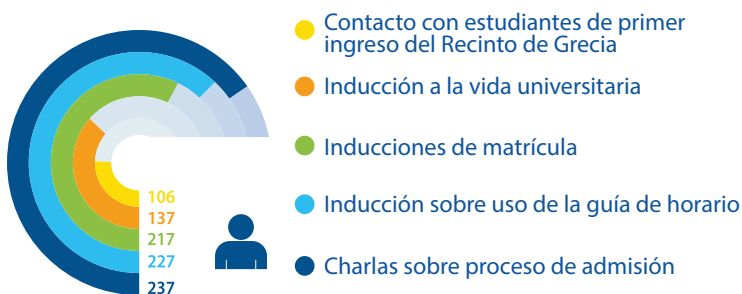 Contacto con estudiantes de primer
ingreso del Recinto de Grecia
Inducción a la vida universitaria
Inducciones de matrícula
Inducción sobre uso de la guía de horario
Charlas sobre proceso de admisión
106
137
217
227
237